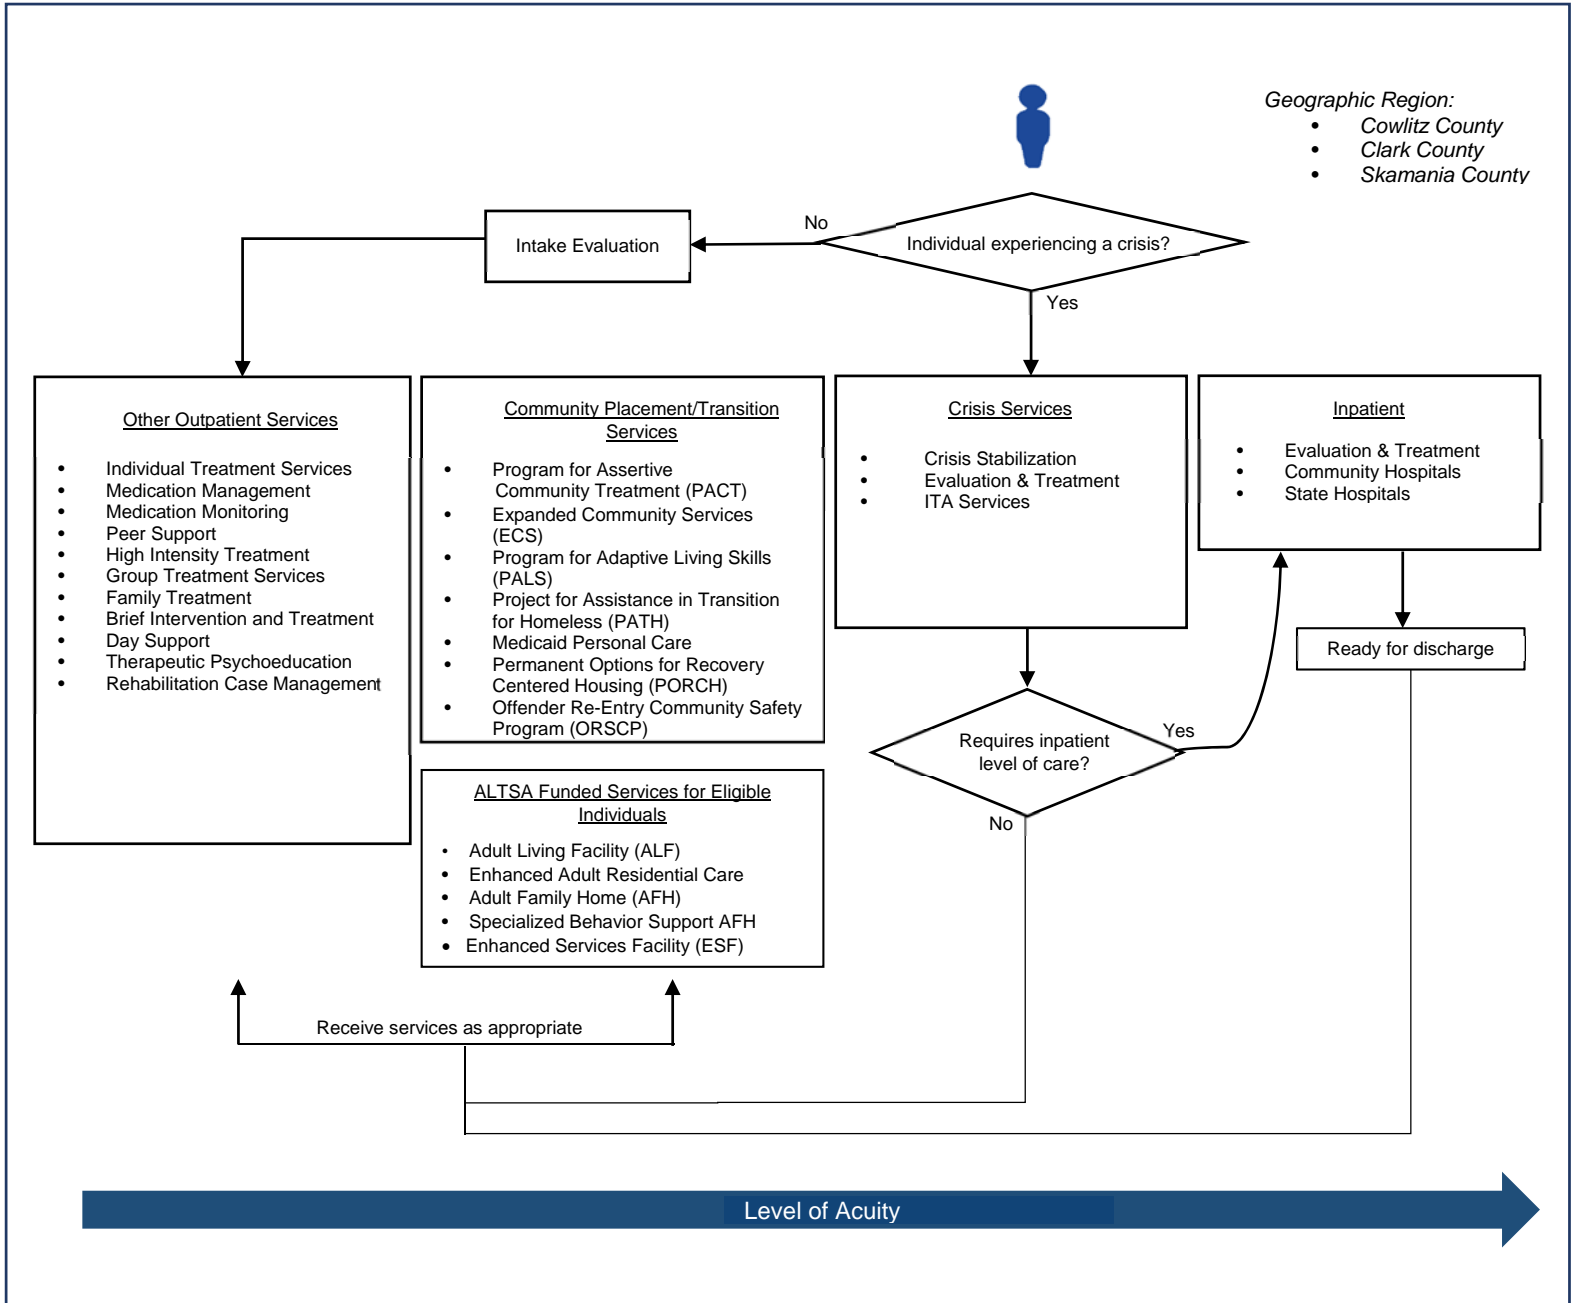 Geographic Region:
• Cowlitz County
• Clark County
• Skamania County
No
Individual experiencing a crisis?
Intake Evaluation
Yes
Other Outpatient Services
• Individual Treatment Services
• Medication Management
• Medication Monitoring
• Peer Support
• High Intensity Treatment
• Group Treatment Services
• Family Treatment
• Brief Intervention and Treatment
• Day Support
• Therapeutic Psychoeducation
• Rehabilitation Case Management
Community Placement/Transition
Services
• Program for Assertive
Community Treatment (PACT)
• Expanded Community Services
(ECS)
• Program for Adaptive Living Skills
(PALS)
• Project for Assistance in Transition
for Homeless (PATH)
• Medicaid Personal Care
• Permanent Options for Recovery
Centered Housing (PORCH)
• Offender Re-Entry Community Safety
Program (ORSCP)
ALTSA Funded Services for Eligible
Individuals
• Adult Living Facility (ALF)
• Enhanced Adult Residential Care
• Adult Family Home (AFH)
• Specialized Behavior Support AFH
• Enhanced Services Facility (ESF)
Crisis Services
• Crisis Stabilization
• Evaluation & Treatment
• ITA Services
Inpatient
• Evaluation & Treatment
• Community Hospitals
• State Hospitals
Ready for discharge
Requires inpatient
level of care?
Yes
No
Receive services as appropriate
Level of Acuity